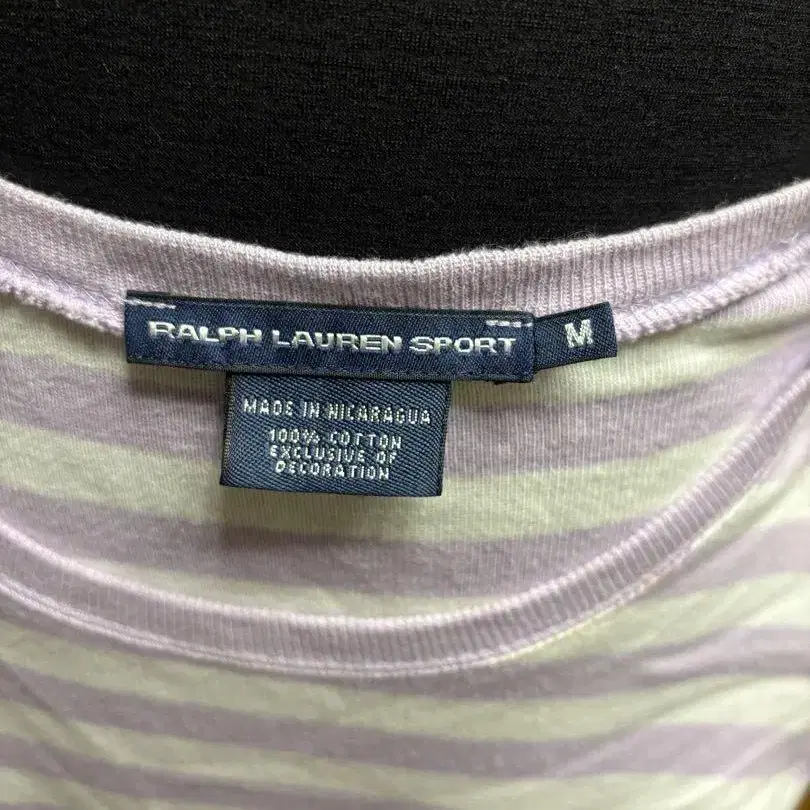 RALPH LAUREN SPORT
M
MADE IN NICARAGUA
100% COTTON
EXCLUSIVE OF
DECORATION